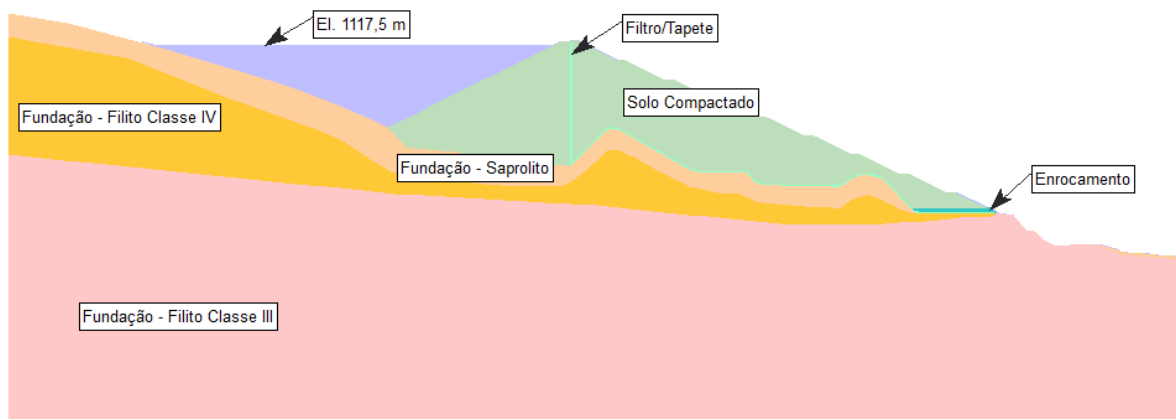 El. 1117,5 m
Filtro/Tapete
Solo Compactado
Fundação - Filito Classe IV
Fundação - Saprolito
Enrocamento
Fundação - Filito Classe III